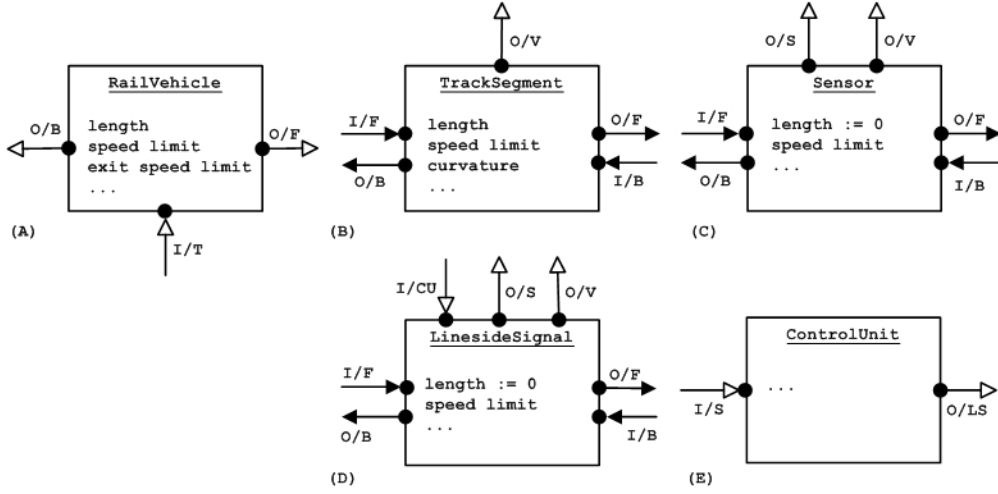 O/V
O/S
O/V
RailVehicle
TrackSegment
Sensor
O/B
length
speed limit
exit speed limit
...
O/F
I/T
(A)
I/F
length
speed limit
curvature
...
O/F
O/B
I/B
(B)
I/F
length := 0
speed limit
...
O/F
O/B
I/B
(C)
I/CU
O/S
O/V
LinesideSignal
I/F
length := 0
speed limit
...
O/F
O/B
I/B
(D)
ControlUnit
...
I/S
O/LS
(E)